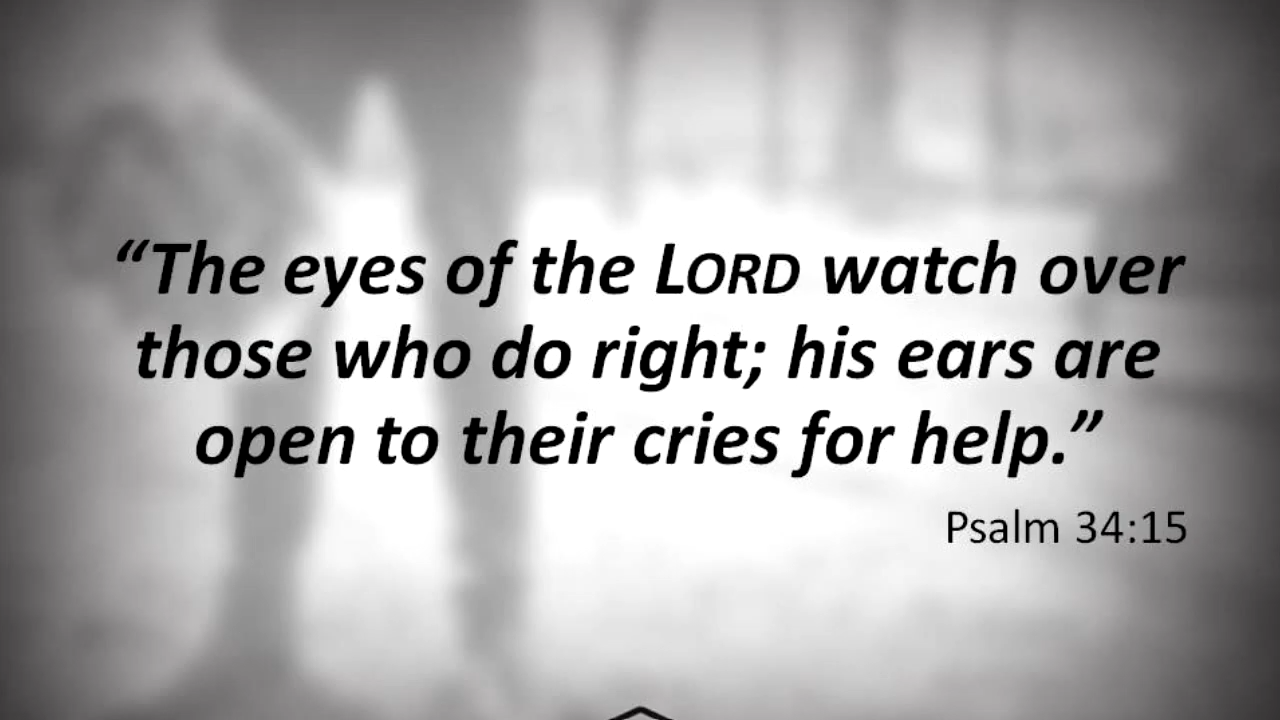 “The eyes of the LORD watch over
those who do right; his ears are
open to their cries for help.”
Psalm 34:15